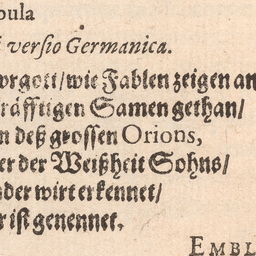 bula
versio Germanica.
wrgott/wie Fablen zeigen an
räfftigen Samen gethan/
n deß grossen Orions,
er der Weißheit Sohns/
nder wirt erkennet/
r ist genennet.
EMBL